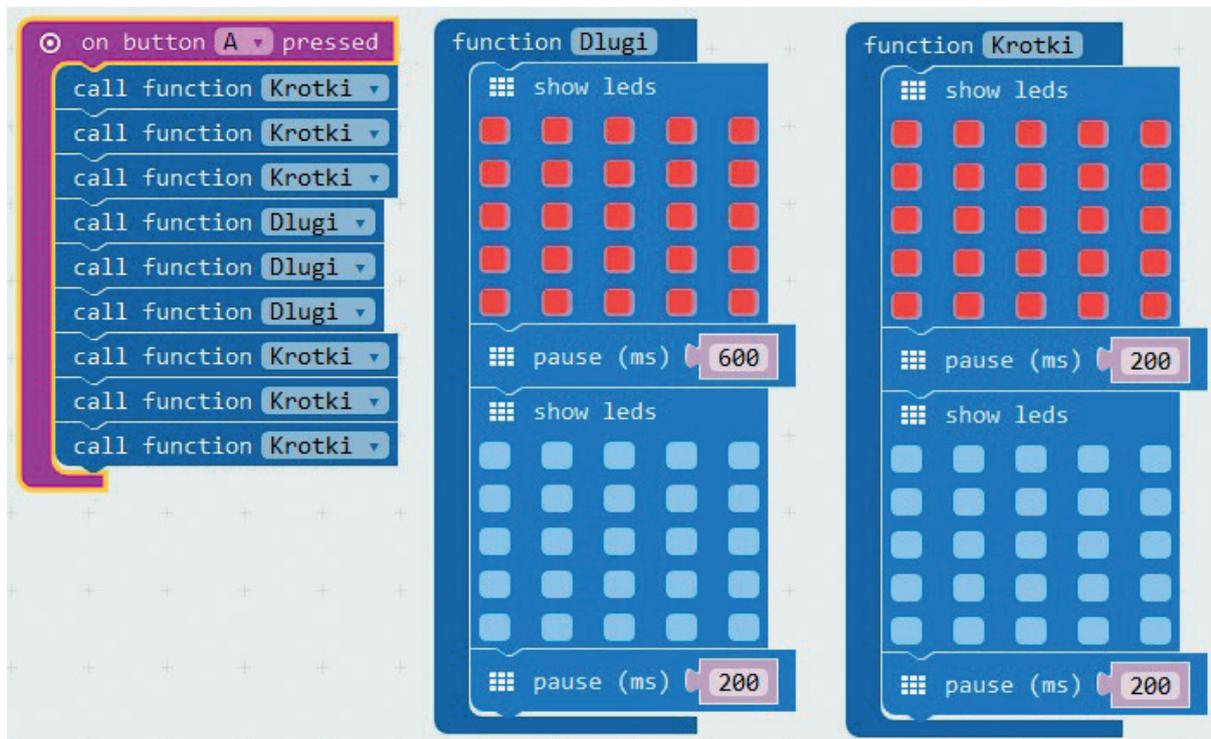 on button A pressed
call function Krotki
call function Krotki
call function Krotki
call function Dlugi
call function Dlugi
call function Dlugi
call function Krotki
call function Krotki
call function Krotki
function Dlugi
show leds
pause (ms) 600
show leds
pause (ms) 200
function Krotki
show leds
pause (ms) 200
show leds
pause (ms) 200